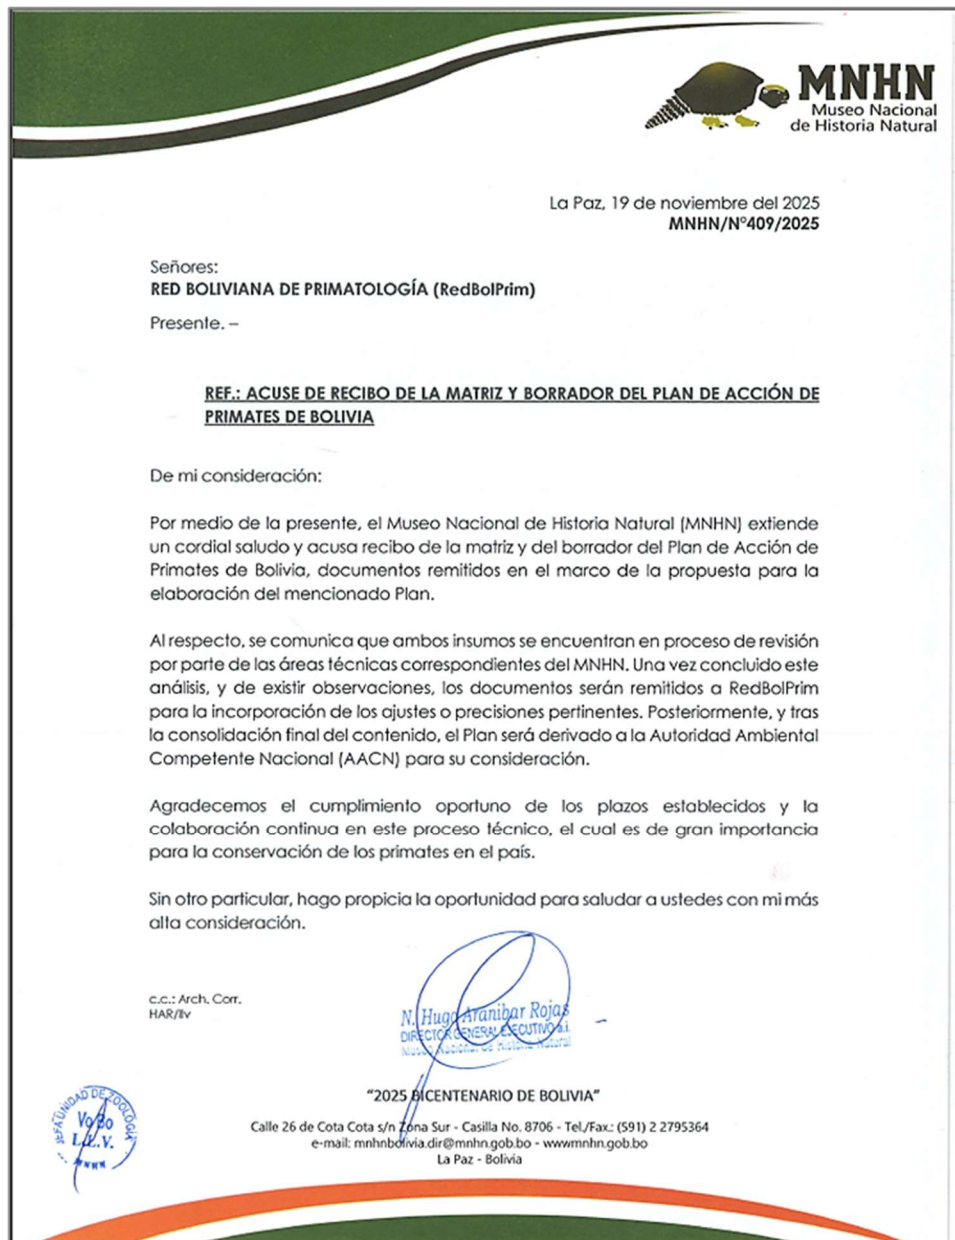 MNHN
Museo Nacional
de Historia Natural
La Paz, 19 de noviembre del 2025
MNHN/N°409/2025
Señores:
RED BOLIVIANA DE PRIMATOLOGÍA (RedBolPrim)
Presente. –
REF.: ACUSE DE RECIBO DE LA MATRIZ Y BORRADOR DEL PLAN DE ACCIÓN DE
PRIMATES DE BOLIVIA
De mi consideración:
Por medio de la presente, el Museo Nacional de Historia Natural (MNHN) extiende
un cordial saludo y acusa recibo de la matriz y del borrador del Plan de Acción de
Primates de Bolivia, documentos remitidos en el marco de la propuesta para la
elaboración del mencionado Plan.
Al respecto, se comunica que ambos insumos se encuentran en proceso de revisión
por parte de las áreas técnicas correspondientes del MNHN. Una vez concluido este
análisis, y de existir observaciones, los documentos serán remitidos a RedBolPrim
para la incorporación de los ajustes o precisiones pertinentes. Posteriormente, y tras
la consolidación final del contenido, el Plan será derivado a la Autoridad Ambiental
Competente Nacional (AACN) para su consideración.
Agradecemos el cumplimiento oportuno de los plazos establecidos y la
colaboración continua en este proceso técnico, el cual es de gran importancia
para la conservación de los primates en el país.
Sin otro particular, hago propicia la oportunidad para saludar a ustedes con mi más
alta consideración.
c.c.: Arch. Corr.
HAR/llv
N. Hugo Aranibar Rojas
DIRECTOR GENERAL EJECUTIVO a.i.
Museo Nacional de Historia Natural
"2025 BICENTENARIO DE BOLIVIA"
JEFA UNIDAD DE ZOOLOGÍA
Vo Bo
L.L.V.
MNHN
Calle 26 de Cota Cota s/n Zona Sur - Casilla No. 8706 - Tel./Fax.: (591) 2 2795364
e-mail: mnhnbolivia.dir@mnhn.gob.bo - wwwmnhn.gob.bo
La Paz - Bolivia